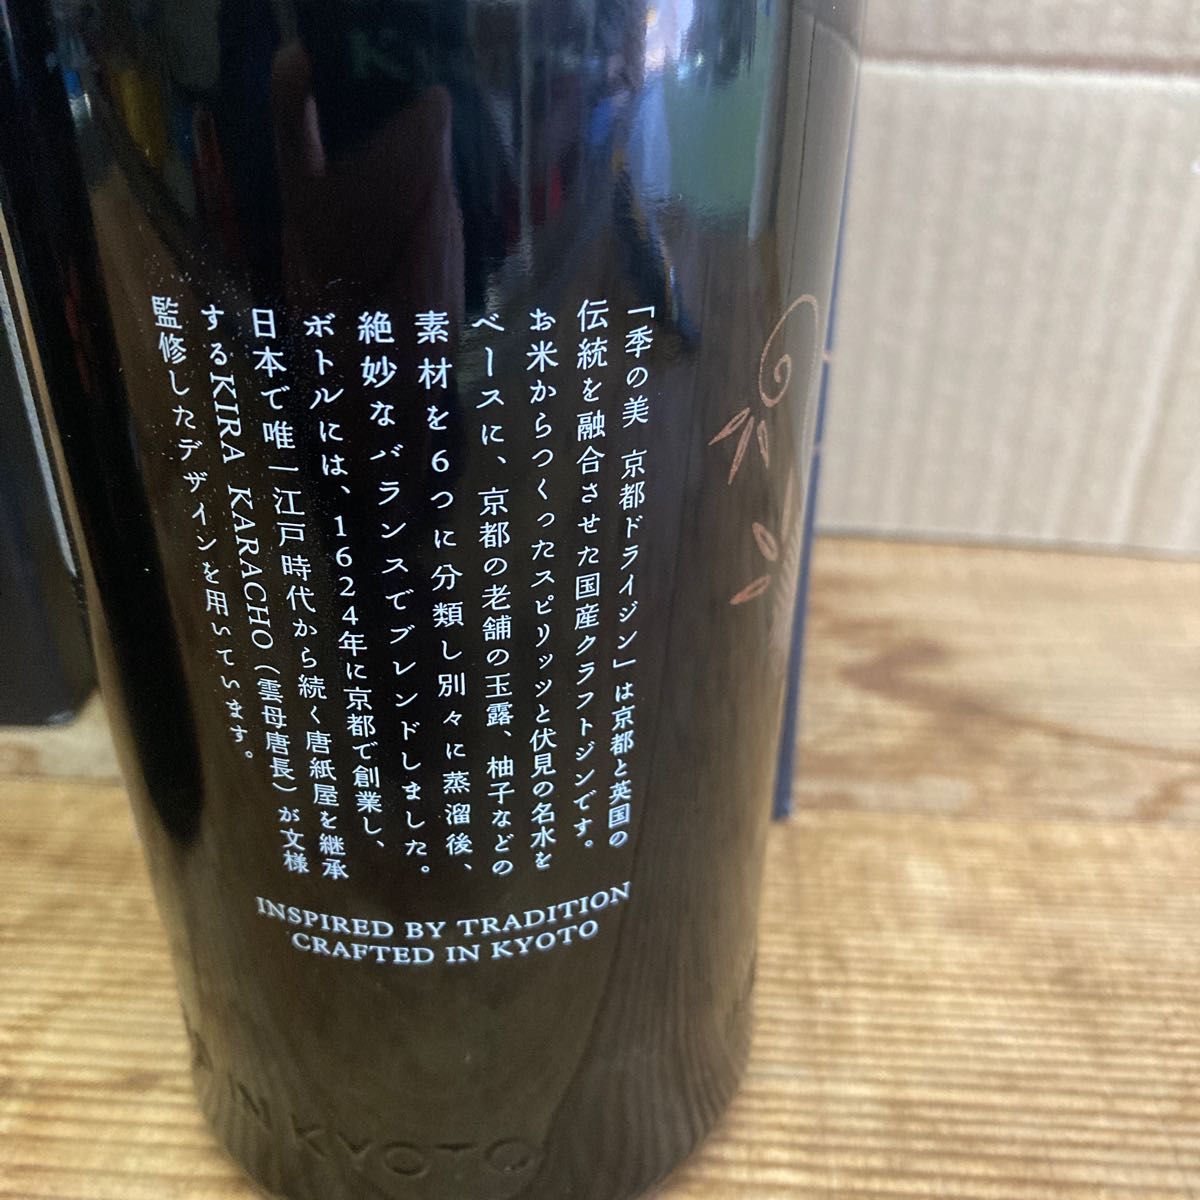 「季の美 京都ドライジン」は京都と英国の
伝統を融合させた国産クラフトジンです。
お米からつくったスピリッツと伏見の名水を
ベースに、京都の老舗の玉露、柚子などの
素材を6つに分類し別々に蒸溜後、
絶妙なバランスでブレンドしました。
ボトルには、1624年に京都で創業し、
日本で唯一江戸時代から続く唐紙屋を継承
するKIRA KARACHO(雲母唐長)が文様
監修したデザインを用いています。
INSPIRED BY TRADITION
CRAFTED IN KYOTO
IN KYOTO